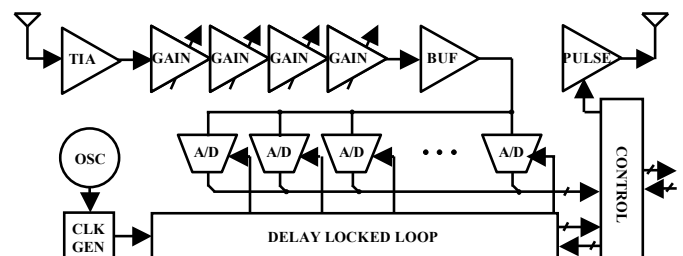 TIA
GAIN
GAIN
GAIN
GAIN
BUF
PULSE
A/D
A/D
A/D
• • •
A/D
OSC
CONTROL
CLK
GEN
DELAY LOCKED LOOP